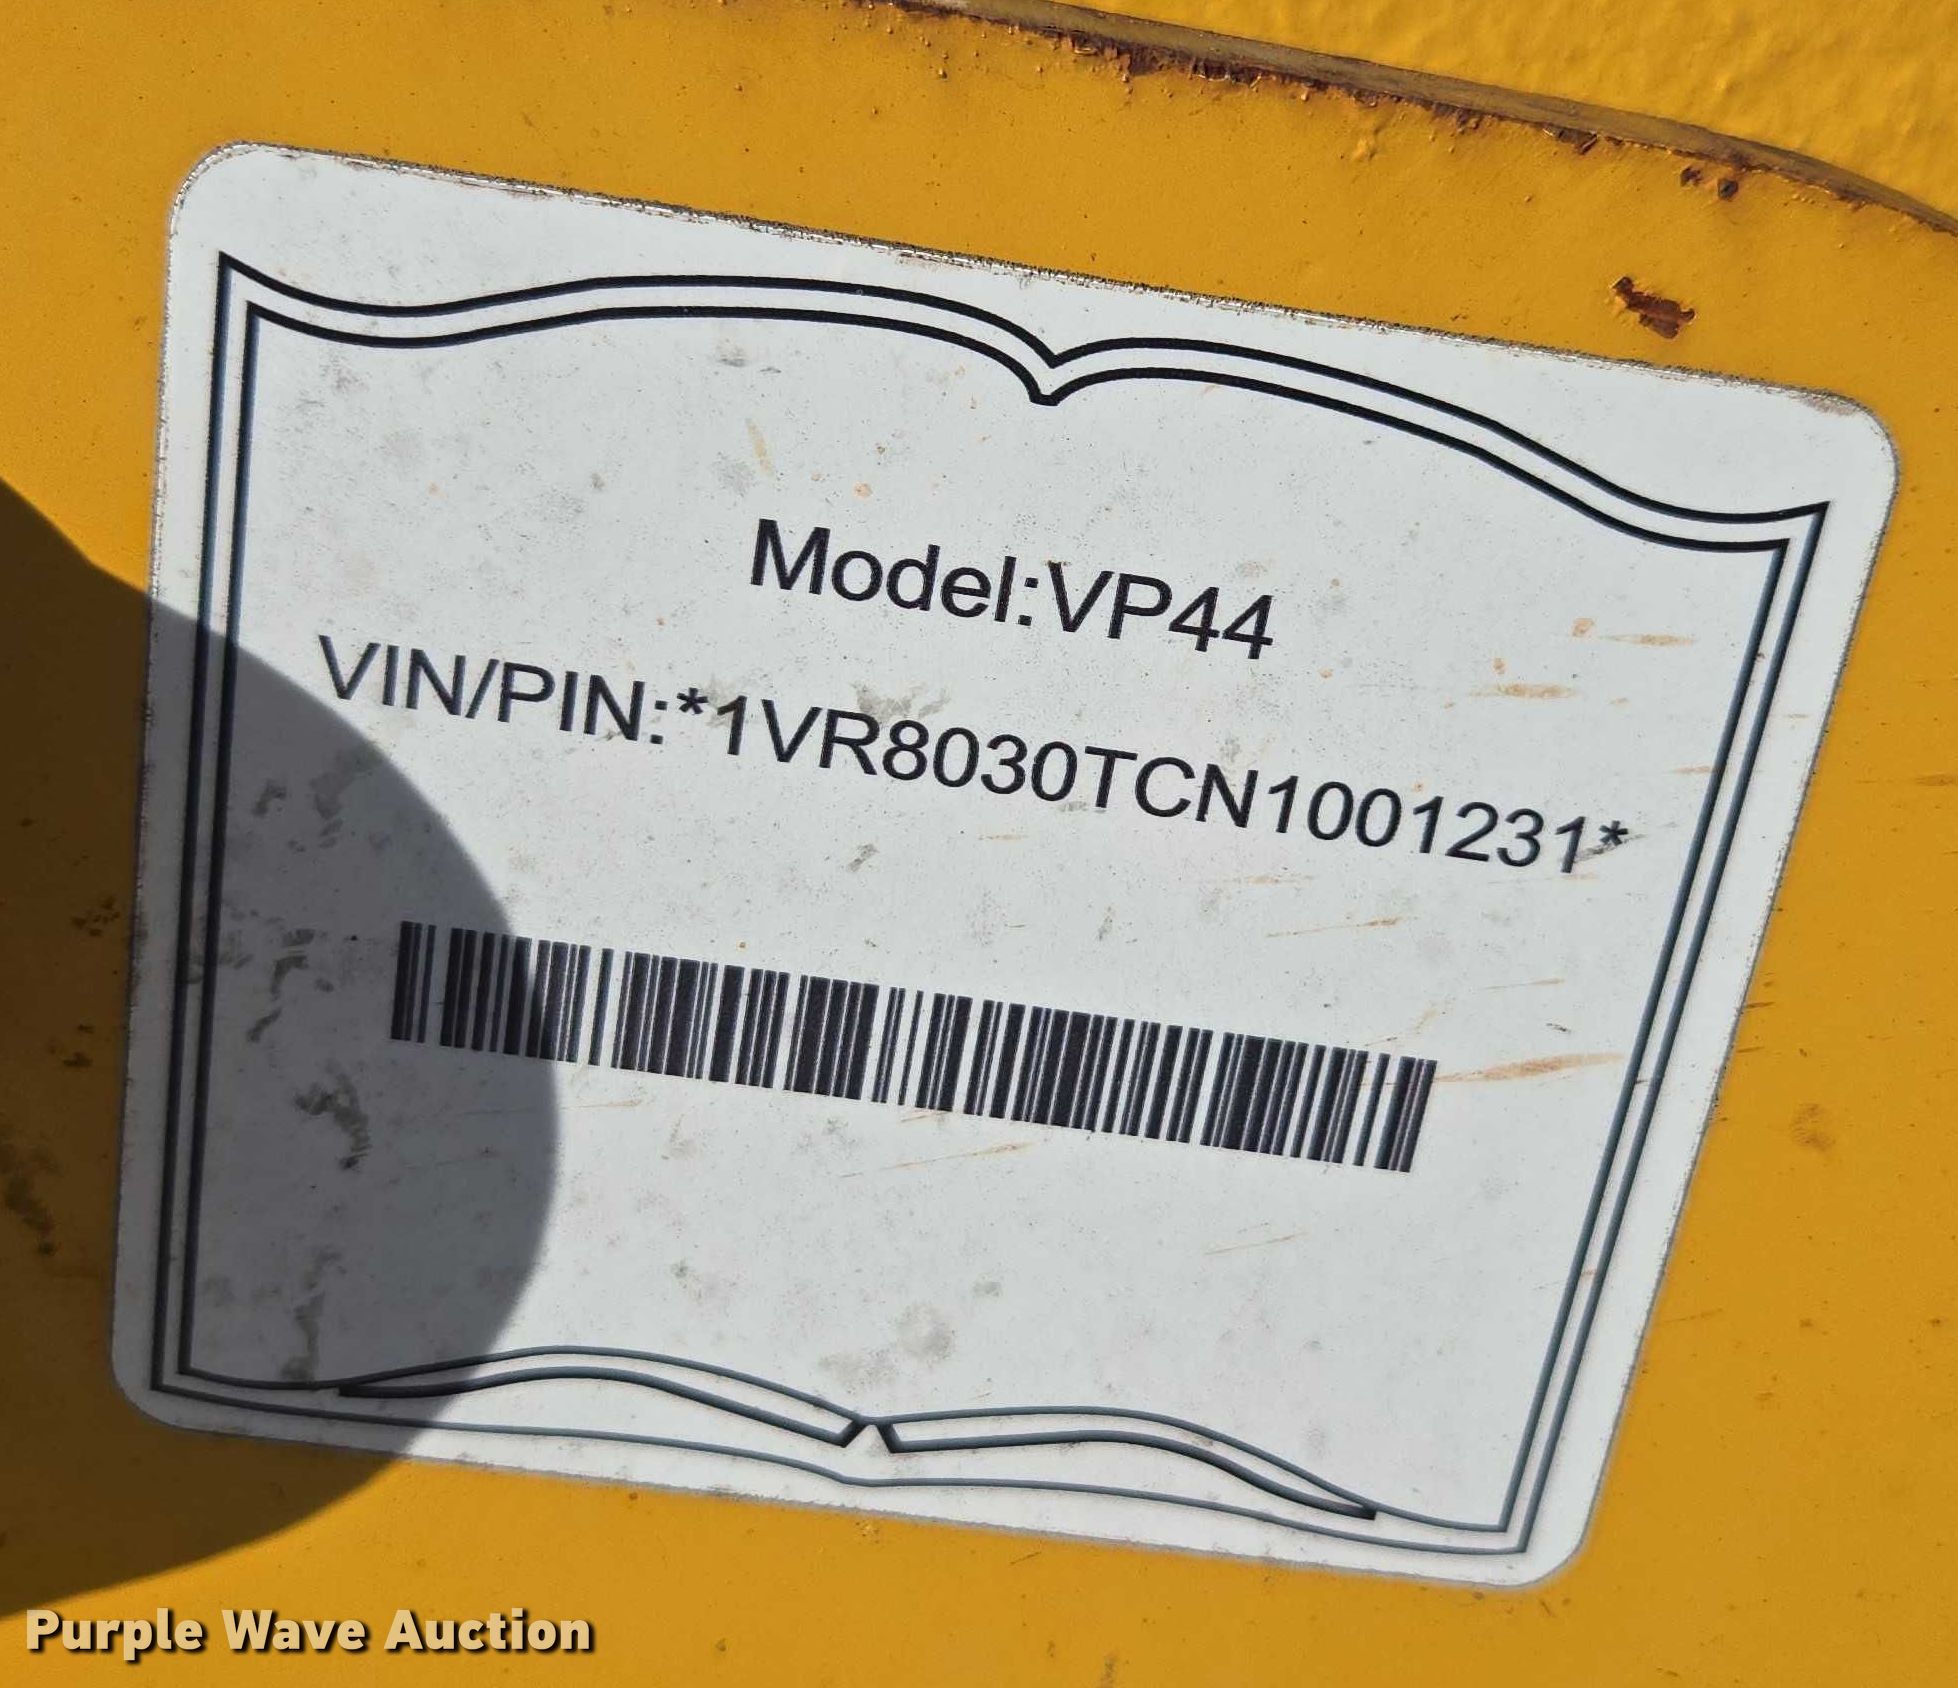 Model:VP44
VIN/PIN:*1VR8030TCN1001231*
Purple Wave Auction